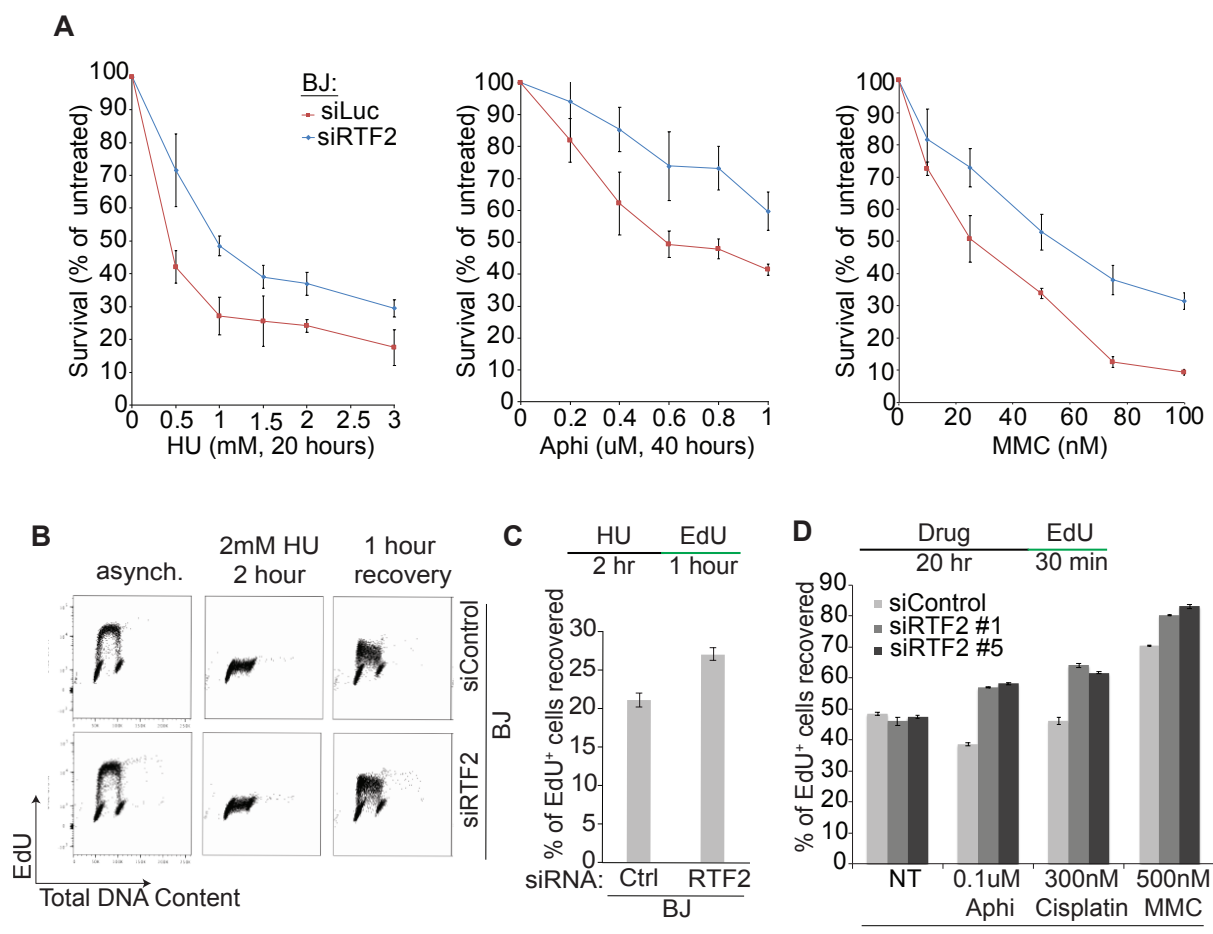 A
BJ:
siLuc
siRTF2
Survival (% of untreated)
100
90
80
70
60
50
40
30
20
10
0
0 0.5 1 1.5 2 2.5 3
HU (mM, 20 hours)
Survival (% of untreated)
100
90
80
70
60
50
40
30
20
10
0
0 0.2 0.4 0.6 0.8 1
Aphi (uM, 40 hours)
Survival (% of untreated)
100
90
80
70
60
50
40
30
20
10
0
0 20 40 60 80 100
MMC (nM)
B
asynch.
2mM HU
2 hour
1 hour
recovery
siControl
siRTF2
BJ
EdU
Total DNA Content
C
HU EdU
2 hr 1 hour
% of EdU+ cells recovered
30
25
20
15
10
5
0
siRNA: Ctrl RTF2
BJ
D
Drug EdU
20 hr 30 min
siControl
siRTF2 #1
siRTF2 #5
% of EdU+ cells recovered
90
80
70
60
50
40
30
20
10
0
NT 0.1uM 300nM 500nM
Aphi Cisplatin MMC